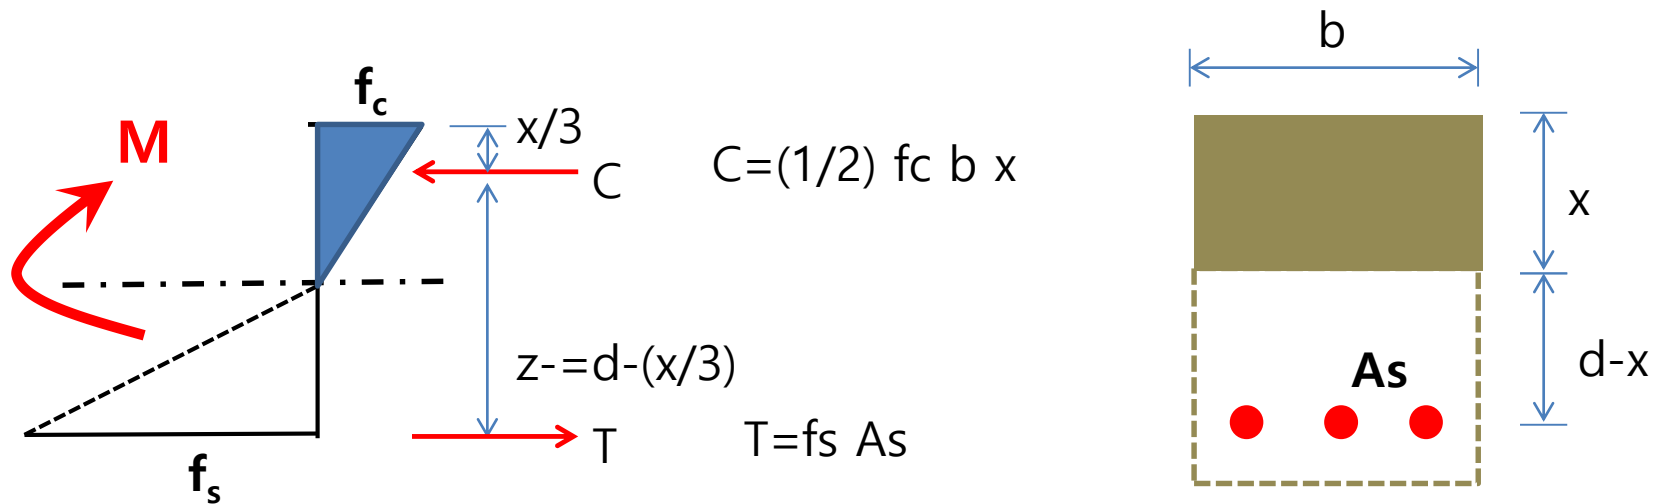 fc
M
x/3
C
C=(1/2) fc b x
z-=d-(x/3)
T
T=fs As
fs
b
x
As
d-x